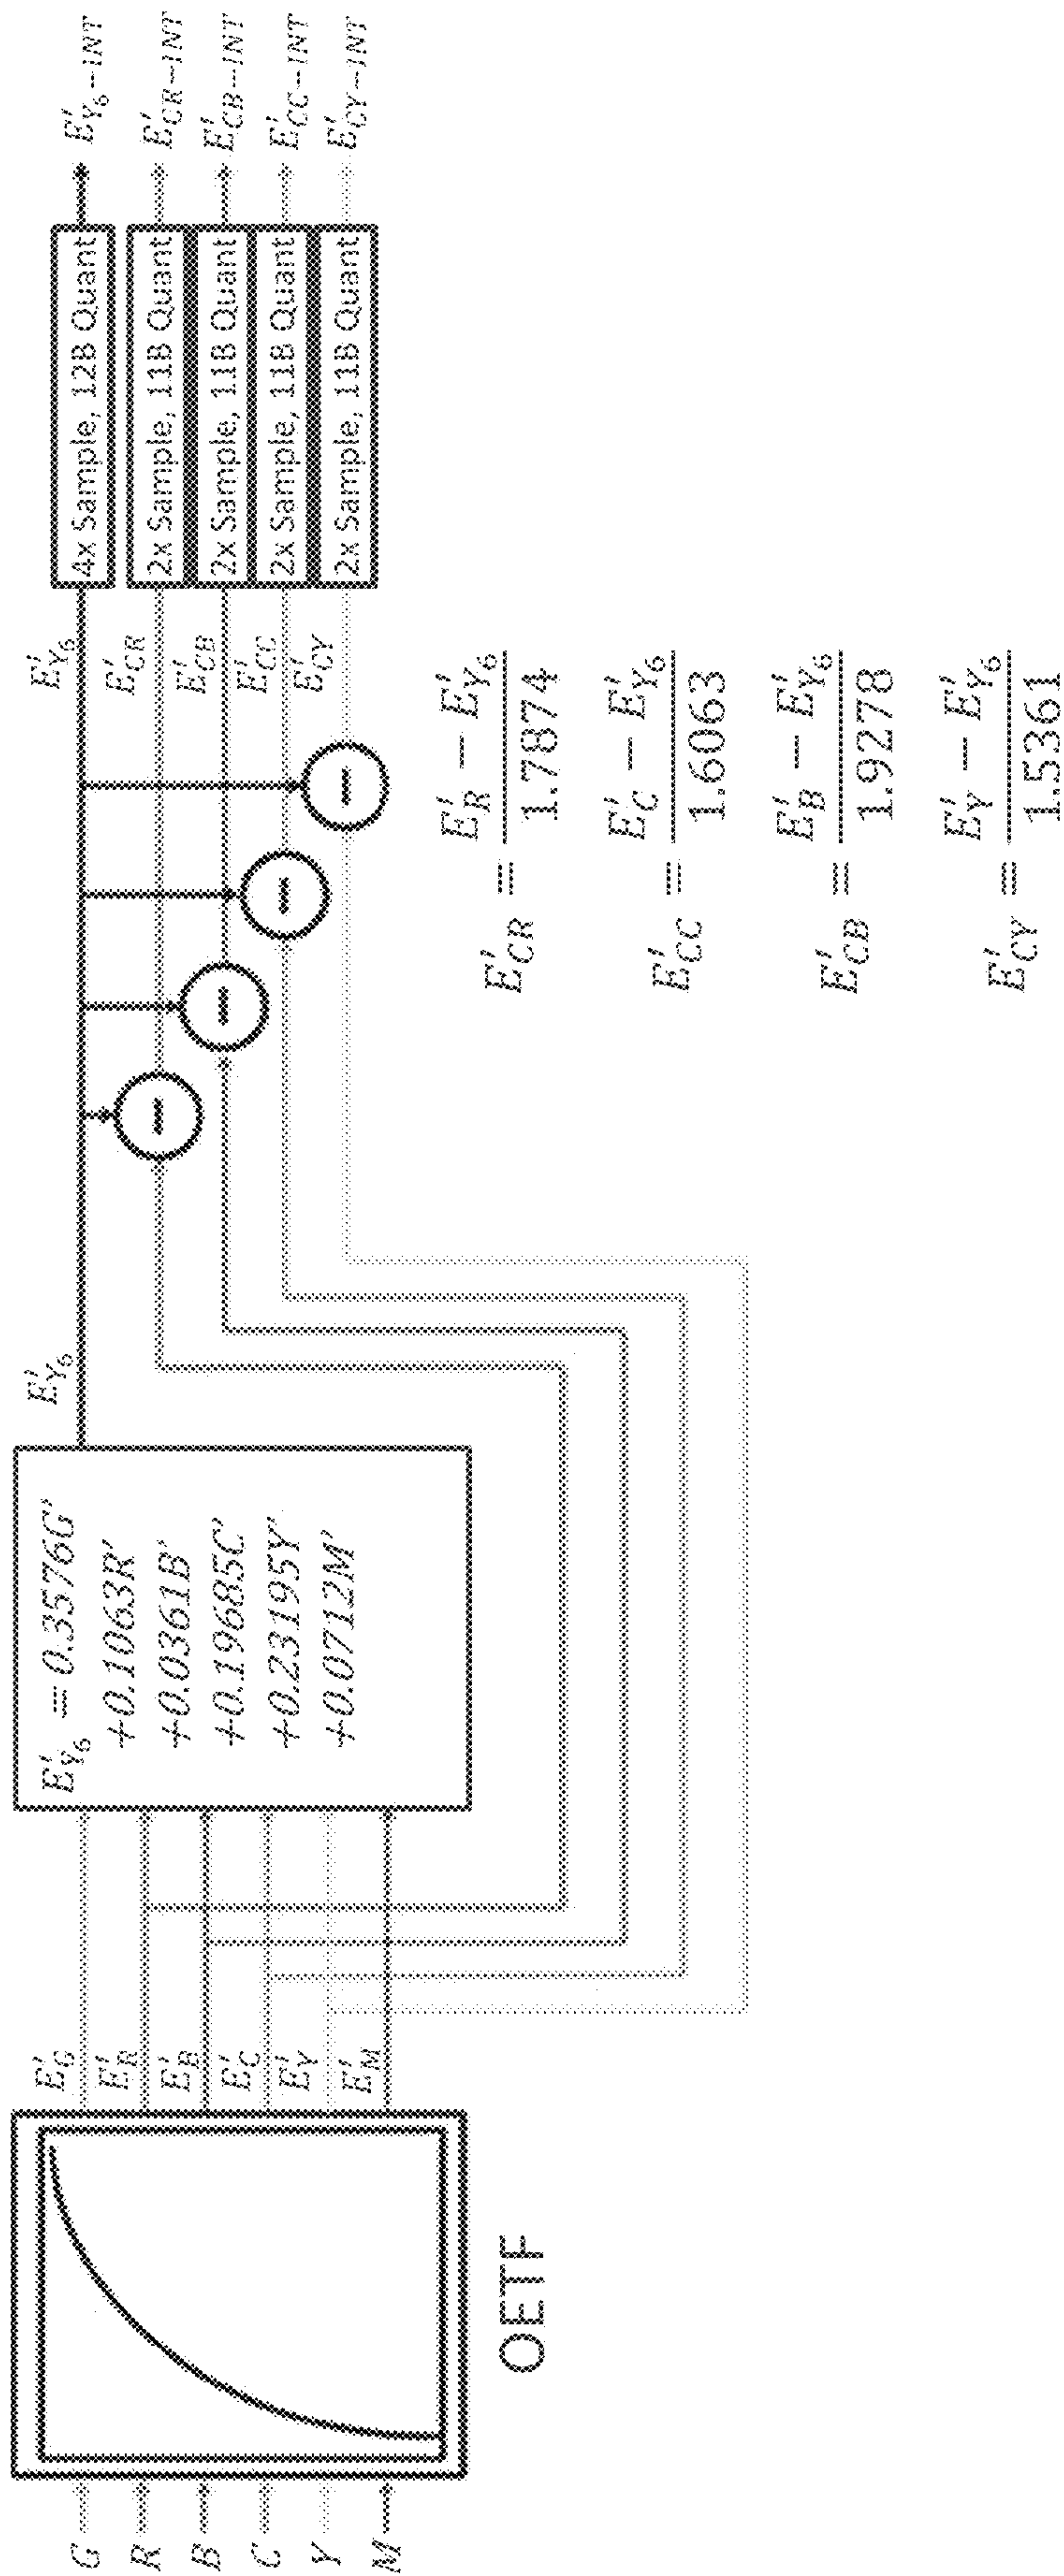 G
R
B
C
Y
M
OETF
E′G
E′R
E′B
E′C
E′Y
E′M
E′Y6 = 0.3576G'
+0.1063R'
+0.0361B'
+0.19685C'
+0.23195Y'
+0.0712M'
E′Y6
E′Y6
E′CR
E′CB
E′CC
E′CY
4x Sample, 12B Quant
2x Sample, 11B Quant
2x Sample, 11B Quant
2x Sample, 11B Quant
2x Sample, 11B Quant
E′Y6−INT
E′CR−INT
E′CB−INT
E′CC−INT
E′CY−INT
E′CR = E′R − E′Y6 / 1.7874
E′CC = E′C − E′Y6 / 1.6063
E′CB = E′B − E′Y6 / 1.9278
E′CY = E′Y − E′Y6 / 1.5361